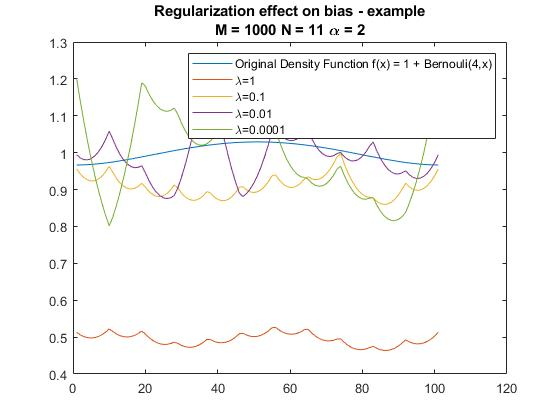 Regularization effect on bias - example
M = 1000 N = 11 α = 2
1.3
1.2
1.1
1
0.9
0.8
0.7
0.6
0.5
0.4
Original Density Function f(x) = 1 + Bernouli(4,x)
λ=1
λ=0.1
λ=0.01
λ=0.0001
0
20
40
60
80
100
120